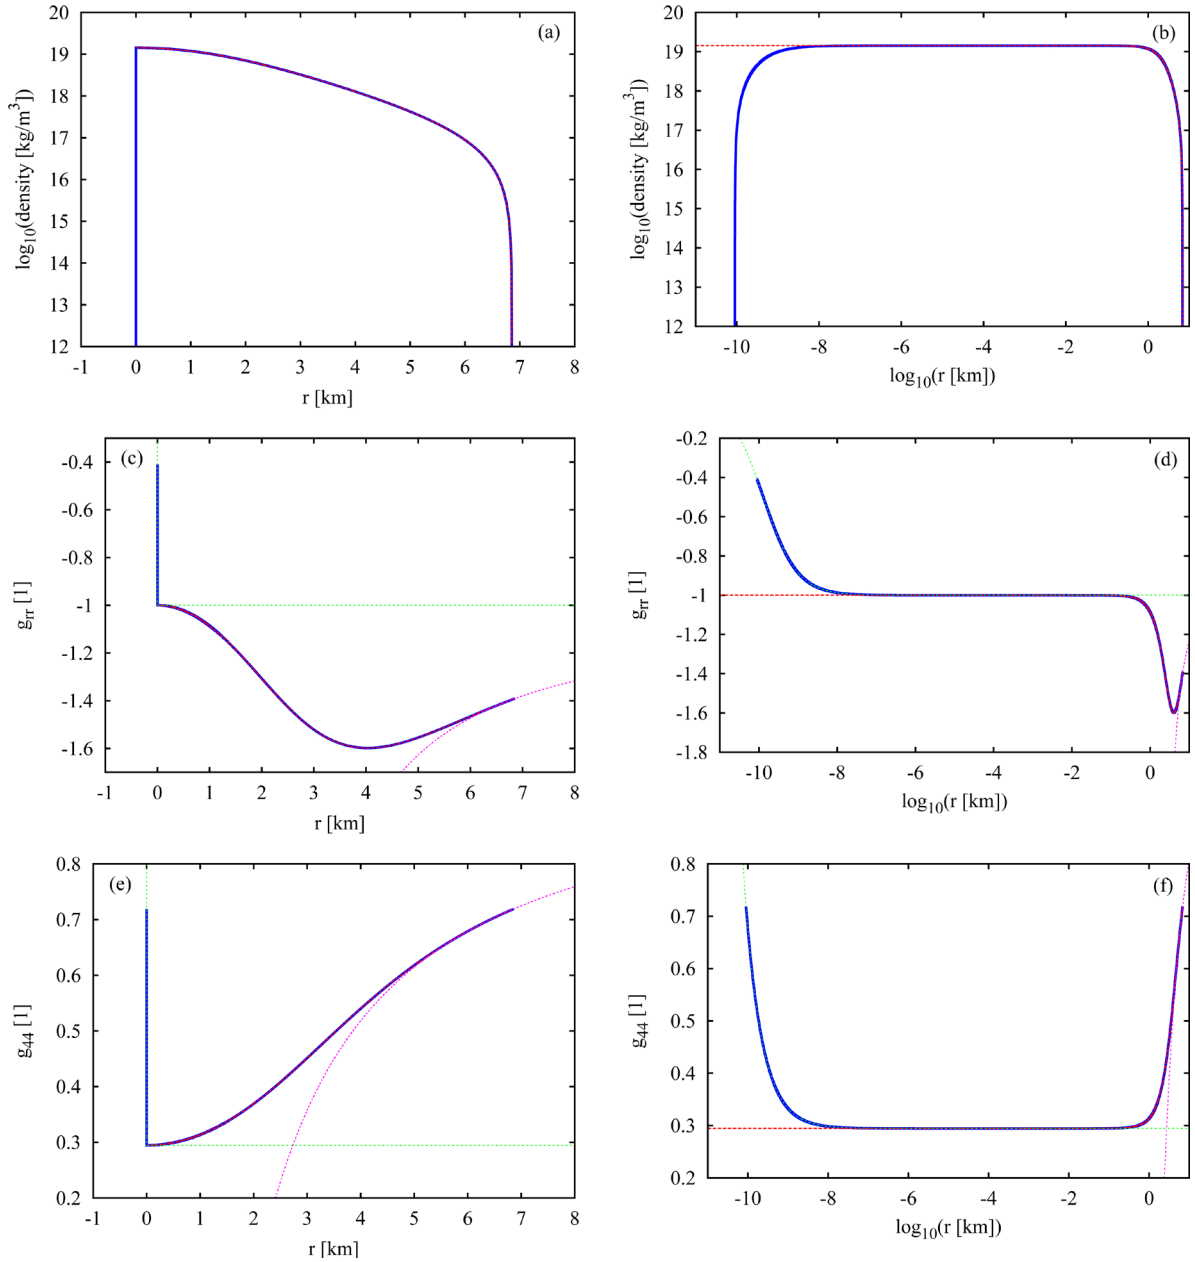 (a)
20
19
18
17
16
15
14
13
12
log10(density [kg/m3])
-1 0 1 2 3 4 5 6 7 8
r [km]
(b)
20
19
18
17
16
15
14
13
12
log10(density [kg/m3])
-10 -8 -6 -4 -2 0
log10(r [km])
(c)
-0.4
-0.6
-0.8
-1
-1.2
-1.4
-1.6
grr [1]
-1 0 1 2 3 4 5 6 7 8
r [km]
(d)
-0.2
-0.4
-0.6
-0.8
-1
-1.2
-1.4
-1.6
-1.8
grr [1]
-10 -8 -6 -4 -2 0
log10(r [km])
(e)
0.8
0.7
0.6
0.5
0.4
0.3
0.2
g44 [1]
-1 0 1 2 3 4 5 6 7 8
r [km]
(f)
0.8
0.7
0.6
0.5
0.4
0.3
0.2
g44 [1]
-10 -8 -6 -4 -2 0
log10(r [km])